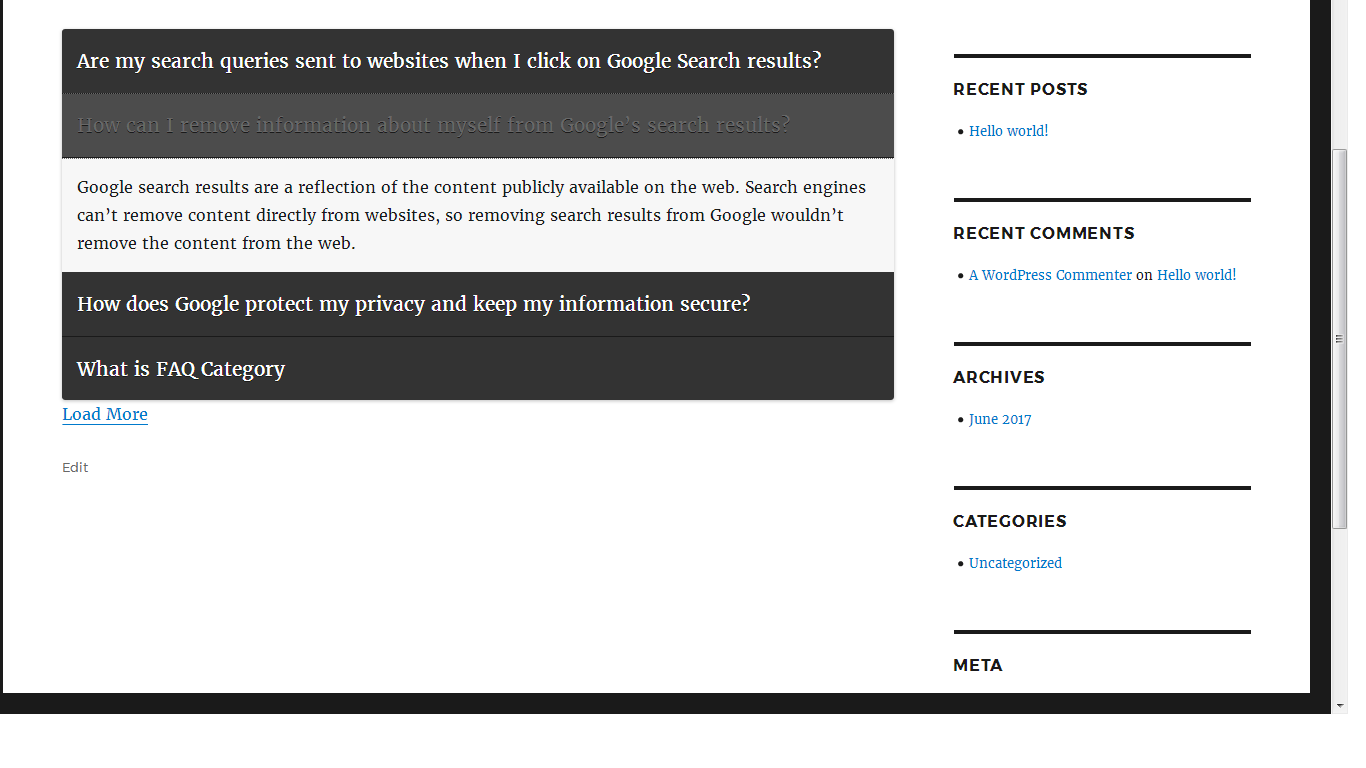 Are my search queries sent to websites when I click on Google Search results?
How can I remove information about myself from Google’s search results?
Google search results are a reflection of the content publicly available on the web. Search engines
can’t remove content directly from websites, so removing search results from Google wouldn’t
remove the content from the web.
How does Google protect my privacy and keep my information secure?
What is FAQ Category
Load More
Edit
RECENT POSTS
Hello world!
RECENT COMMENTS
A WordPress Commenter on Hello world!
ARCHIVES
June 2017
CATEGORIES
Uncategorized
META